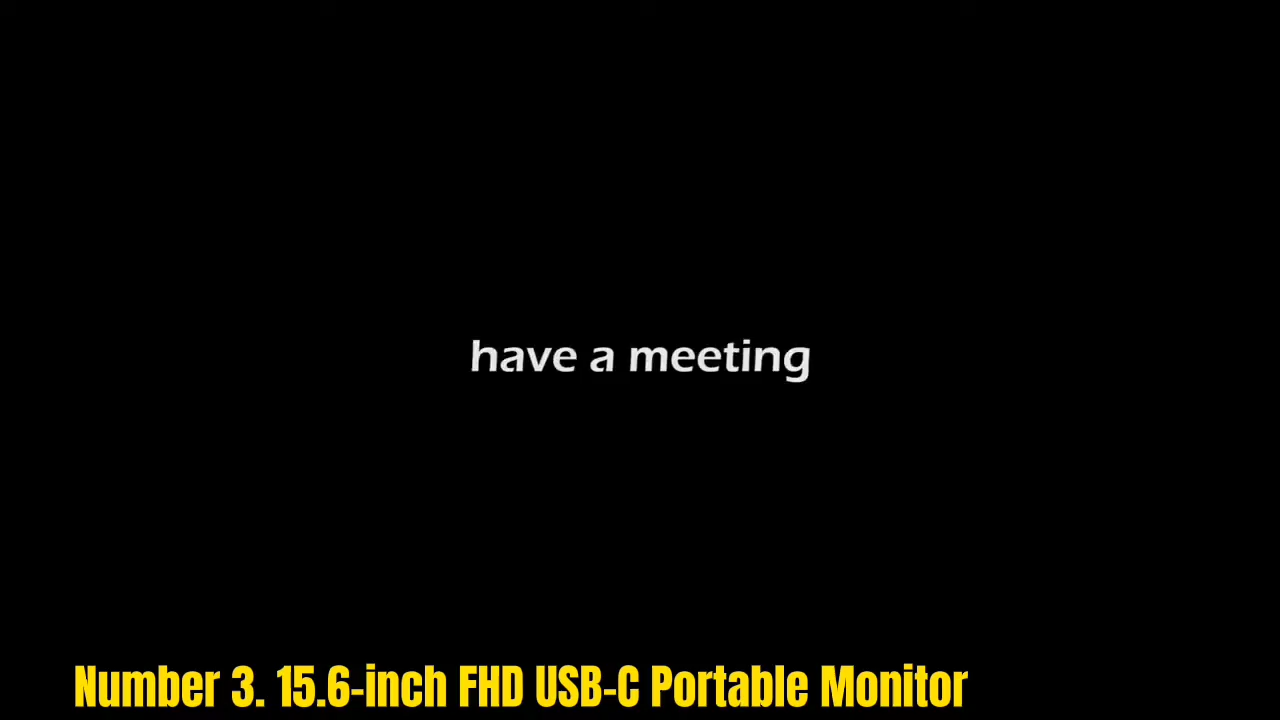 have a meeting
Number 3. 15.6-inch FHD USB-C Portable Monitor